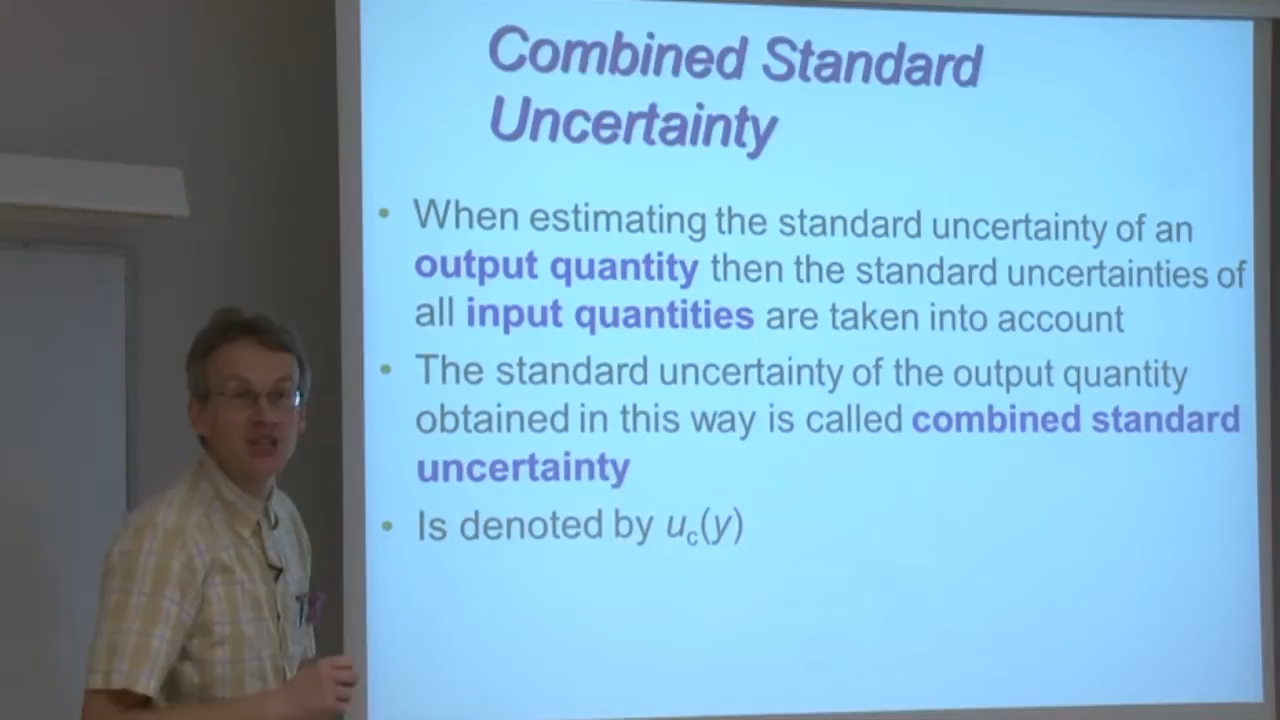 Combined Standard
Uncertainty
• When estimating the standard uncertainty of an
output quantity then the standard uncertainties of
all input quantities are taken into account
• The standard uncertainty of the output quantity
obtained in this way is called combined standard
uncertainty
• Is denoted by uc(y)